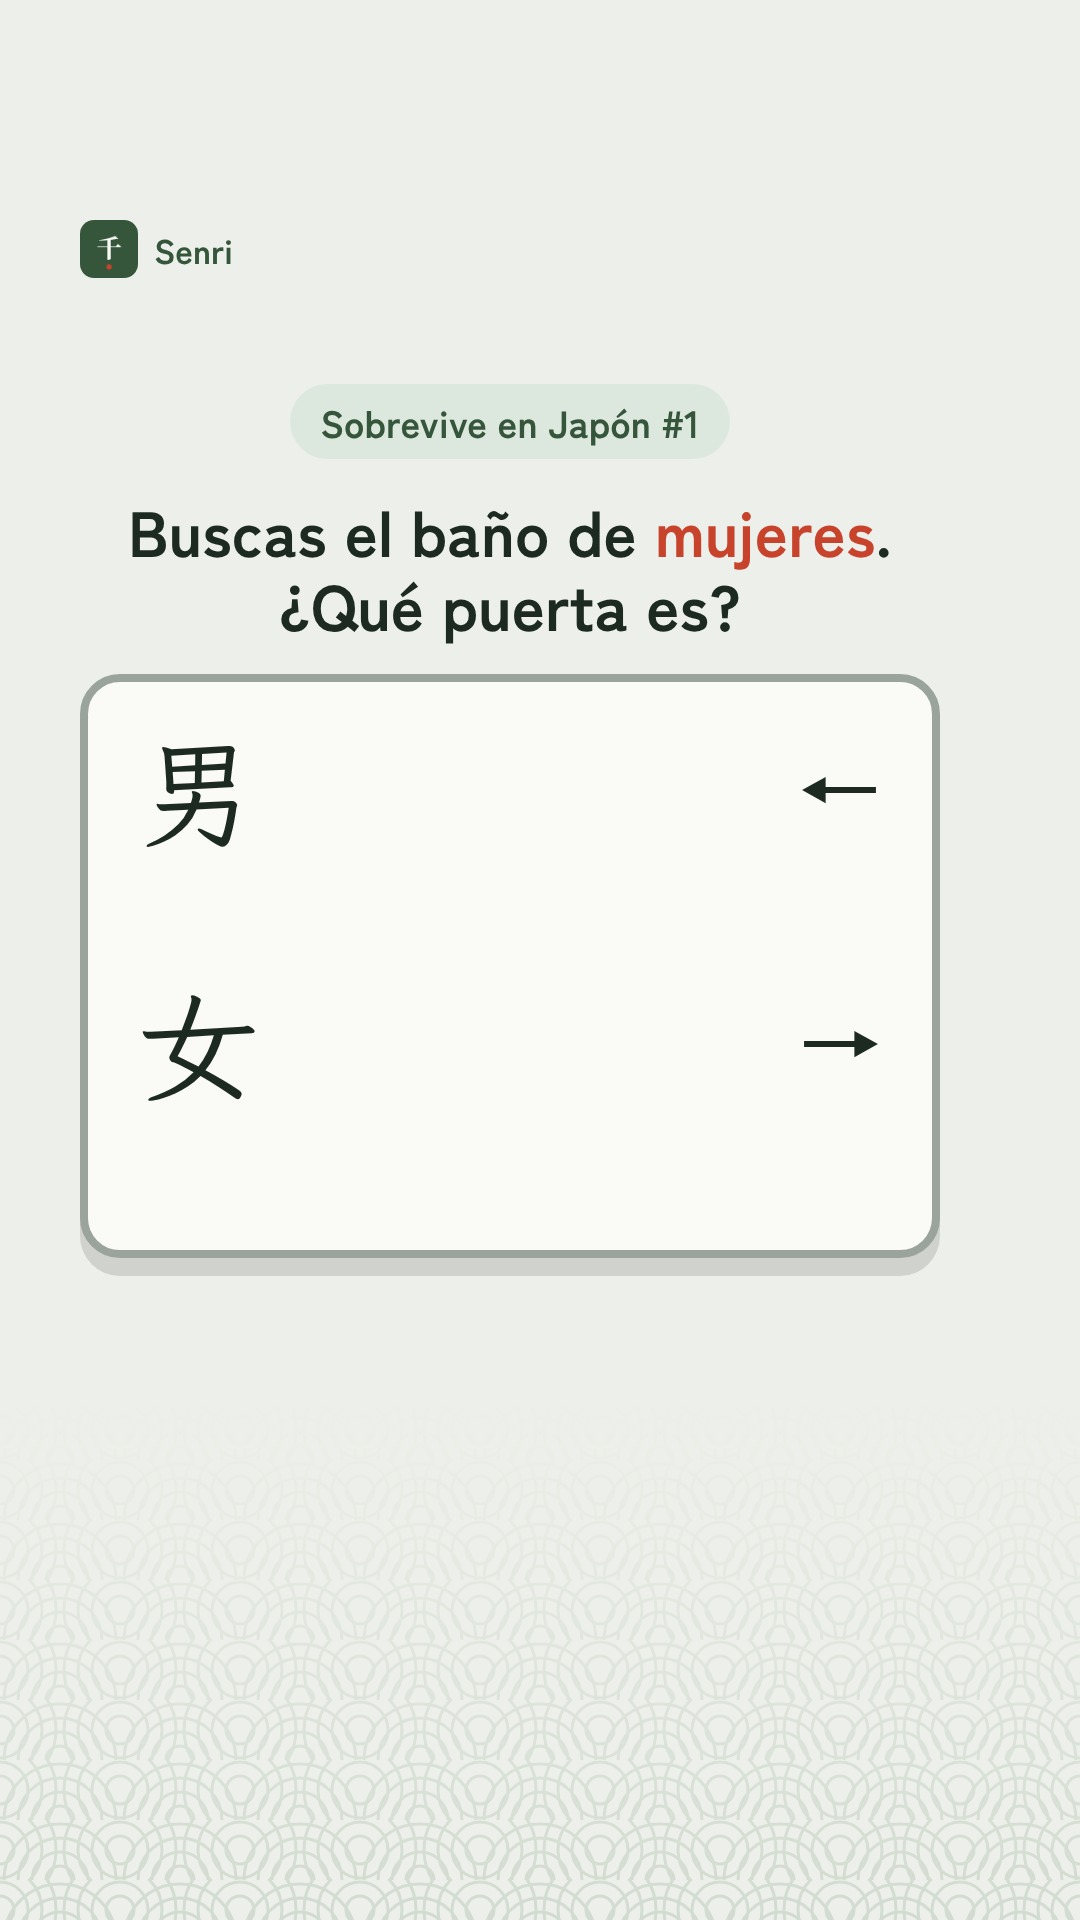 千
Senri
Sobrevive en Japón #1
Buscas el baño de mujeres.
¿Qué puerta es?
男 ←
女 →